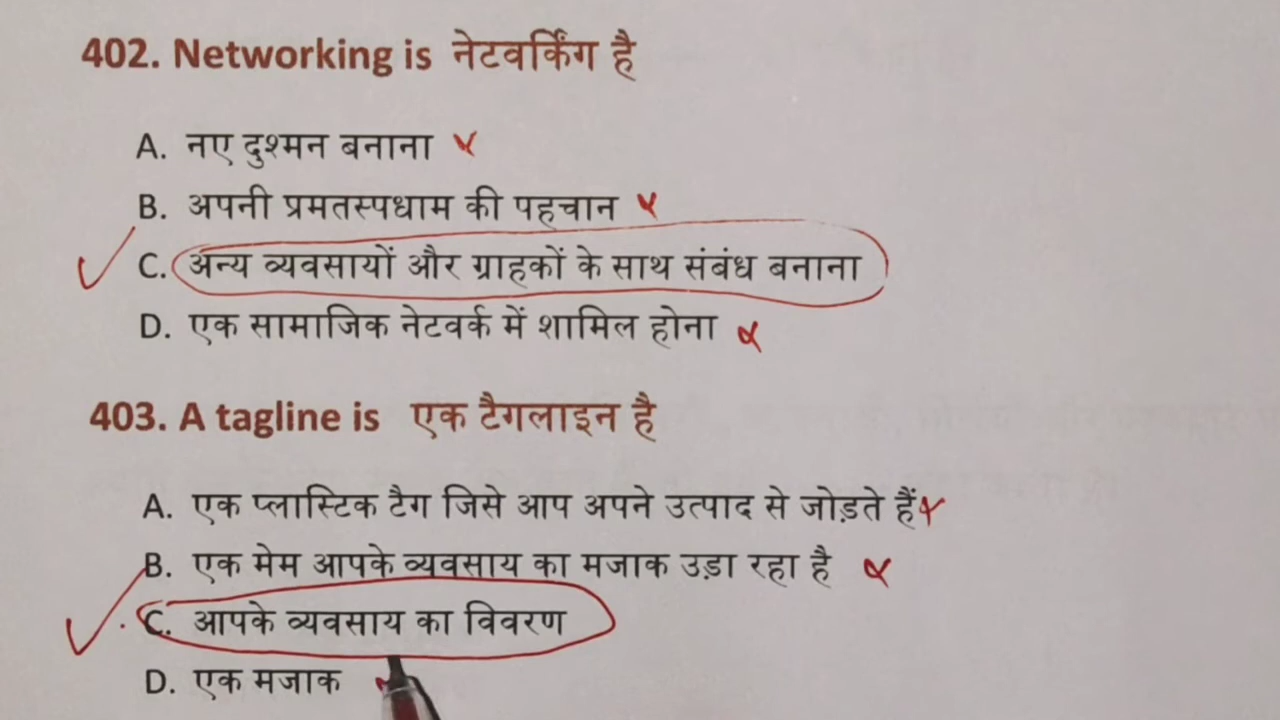 402. Networking is नेटवर्किंग है
A. नए दुश्मन बनाना
B. अपनी प्रमतस्पधाम की पहचान
C. अन्य व्यवसायों और ग्राहकों के साथ संबंध बनाना
D. एक सामाजिक नेटवर्क में शामिल होना
403. A tagline is एक टैगलाइन है
A. एक प्लास्टिक टैग जिसे आप अपने उत्पाद से जोड़ते हैं
B. एक मेम आपके व्यवसाय का मजाक उड़ा रहा है
C. आपके व्यवसाय का विवरण
D. एक मजाक